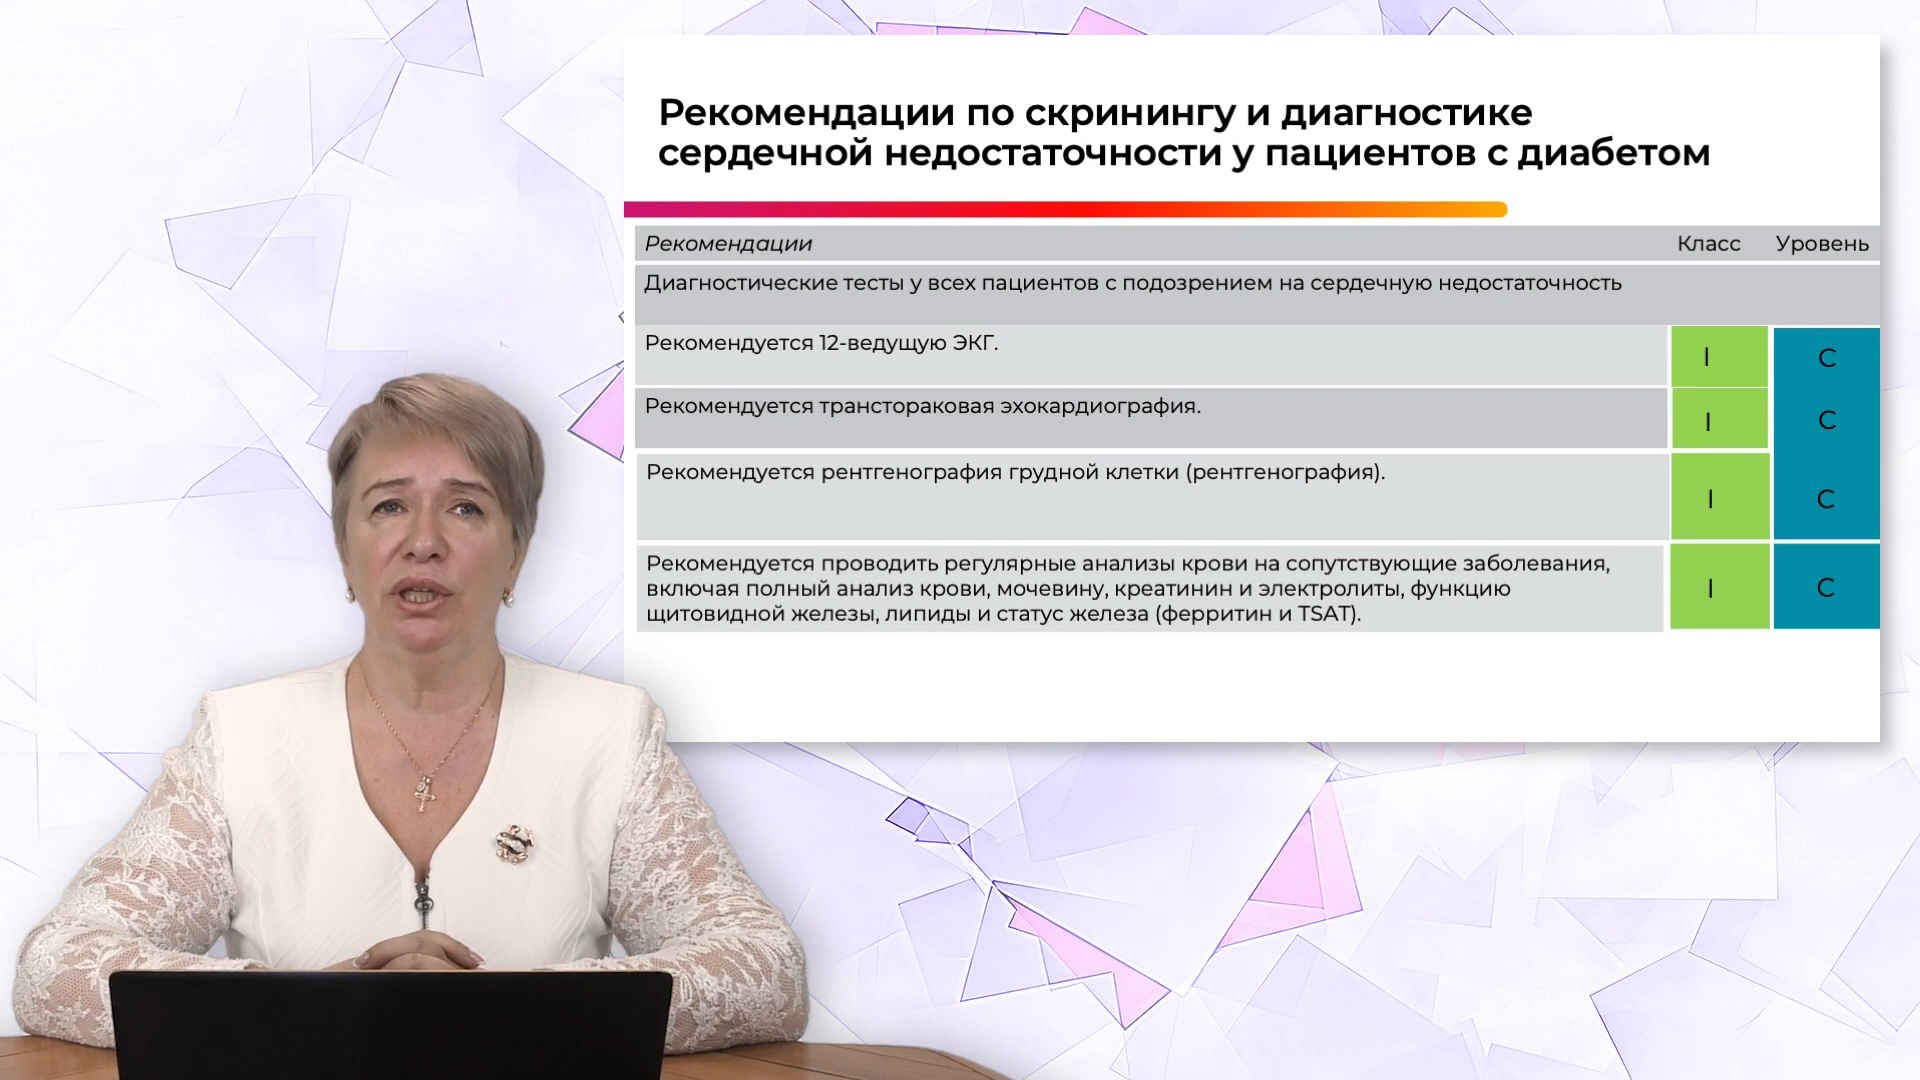 Рекомендации по скринингу и диагностике
сердечной недостаточности у пациентов с диабетом
Рекомендации Класс Уровень
Диагностические тесты у всех пациентов с подозрением на сердечную недостаточность
Рекомендуется 12-ведущую ЭКГ. I C
Рекомендуется трансторакальная эхокардиография. I C
Рекомендуется рентгенография грудной клетки (рентгенография). I C
Рекомендуется проводить регулярные анализы крови на сопутствующие заболевания,
включая полный анализ крови, мочевину, креатинин и электролиты, функцию
щитовидной железы, липиды и статус железа (ферритин и TSAT). I C